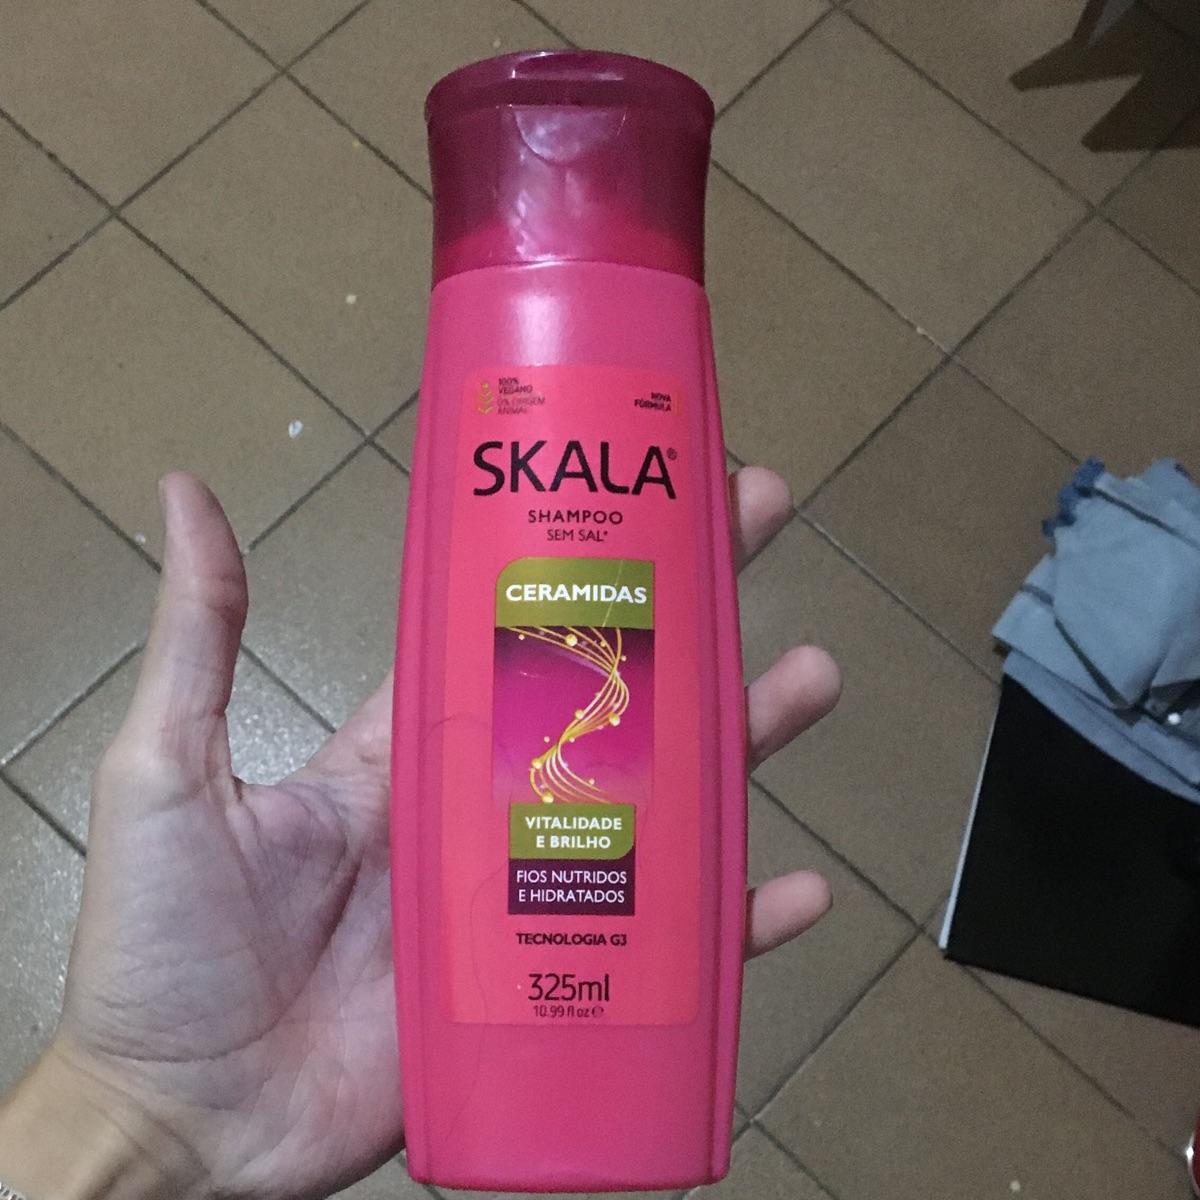 100%
VEGANO
0% ORIGEM
ANIMAL
NOVA
FÓRMULA
SKALA®
SHAMPOO
SEM SAL*
CERAMIDAS
VITALIDADE
E BRILHO
FIOS NUTRIDOS
E HIDRATADOS
TECNOLOGIA G3
325ml
10.99 fl oz ℮